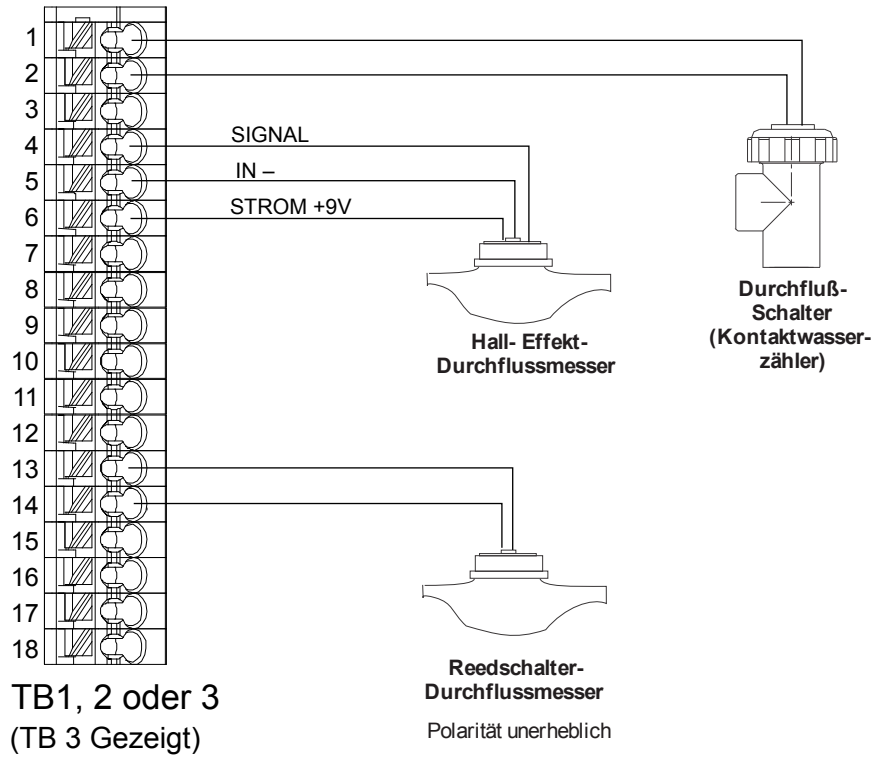 1
2
3
4
5
6
7
8
9
10
11
12
13
14
15
16
17
18
SIGNAL
IN –
STROM +9V
Hall- Effekt-
Durchflussmesser
Durchfluß-
Schalter
(Kontaktwasser-
zähler)
Reedschalter-
Durchflussmesser
Polarität unerheblich
TB1, 2 oder 3
(TB 3 Gezeigt)